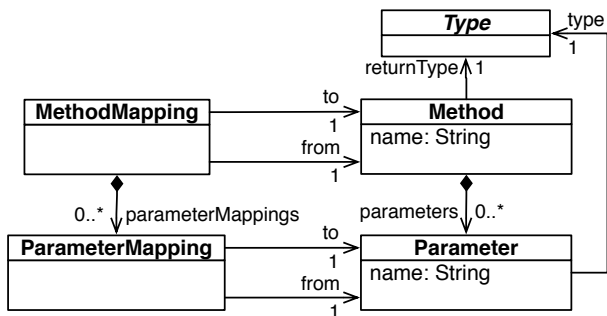 Type
type
1
returnType 1
MethodMapping
to
1
Method
name: String
from
1
0..* parameterMappings
parameters 0..*
ParameterMapping
to
1
Parameter
name: String
from
1